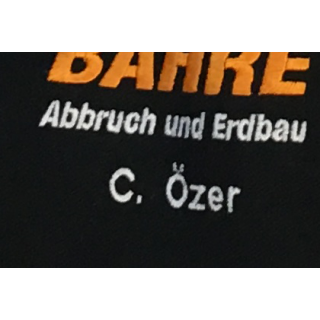 BAHRE
Abbruch und Erdbau
C. Özer